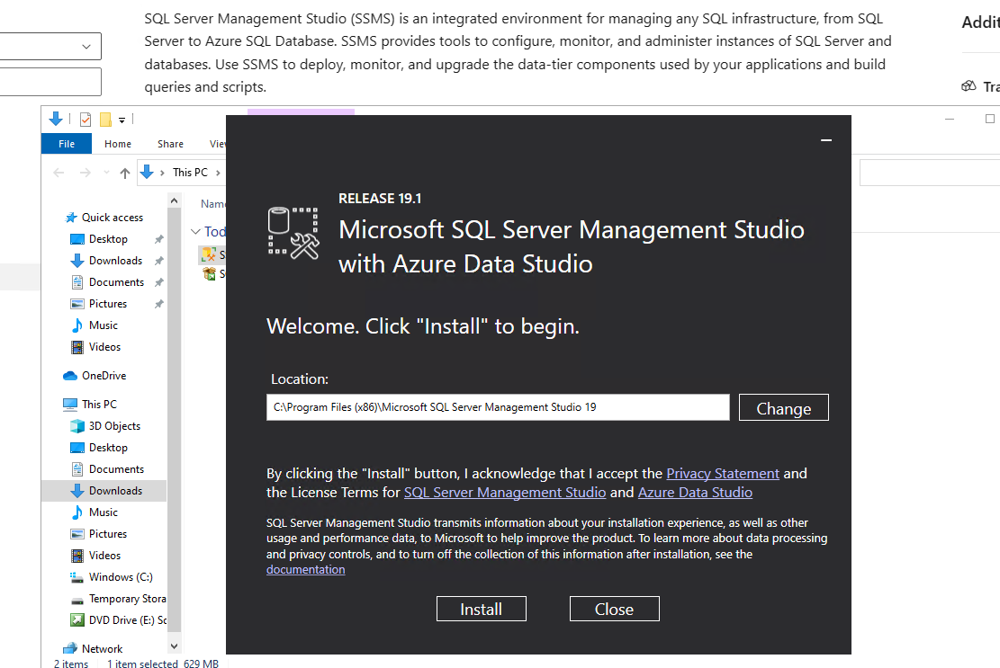 SQL Server Management Studio (SSMS) is an integrated environment for managing any SQL infrastructure, from SQL
Server to Azure SQL Database. SSMS provides tools to configure, monitor, and administer instances of SQL Server and
databases. Use SSMS to deploy, monitor, and upgrade the data-tier components used by your applications and build
queries and scripts.
File Home Share
This PC
Quick access
Desktop
Downloads
Documents
Pictures
Music
Videos
OneDrive
This PC
3D Objects
Desktop
Documents
Downloads
Music
Pictures
Videos
Windows (C:)
Temporary Stora
DVD Drive (E:)
Network
2 items 1 item selected 629 MB
RELEASE 19.1
Microsoft SQL Server Management Studio
with Azure Data Studio
Welcome. Click "Install" to begin.
Location:
C:\Program Files (x86)\Microsoft SQL Server Management Studio 19
Change
By clicking the "Install" button, I acknowledge that I accept the Privacy Statement and
the License Terms for SQL Server Management Studio and Azure Data Studio
SQL Server Management Studio transmits information about your installation experience, as well as other
usage and performance data, to Microsoft to help improve the product. To learn more about data processing
and privacy controls, and to turn off the collection of this information after installation, see the
documentation
Install Close